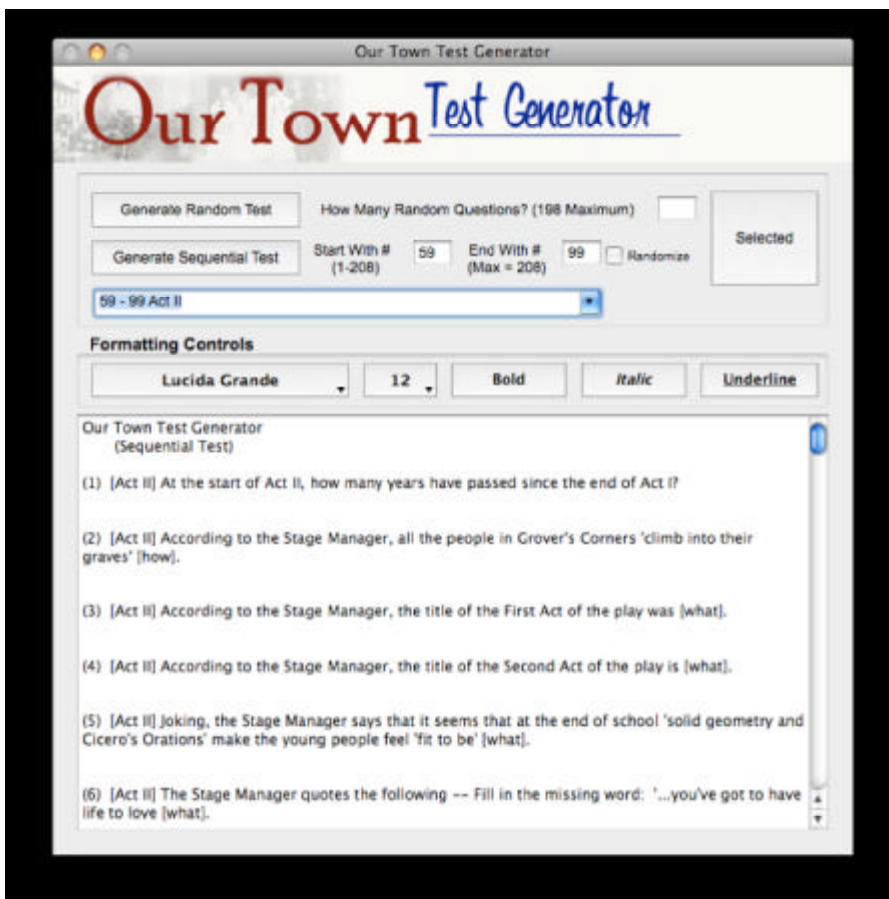 Our Town Test Generator
Our Town Test Generator
Generate Random Test How Many Random Questions? (198 Maximum)
Selected
Generate Sequential Test Start With # (1-208) 59 End With # (Max = 208) 99 Randomize
59 - 99 Act II
Formatting Controls
Lucida Grande 12 Bold Italic Underline
Our Town Test Generator
(Sequential Test)
(1) [Act II] At the start of Act II, how many years have passed since the end of Act I?
(2) [Act II] According to the Stage Manager, all the people in Grover's Corners 'climb into their
graves' [how].
(3) [Act II] According to the Stage Manager, the title of the First Act of the play was [what].
(4) [Act II] According to the Stage Manager, the title of the Second Act of the play is [what].
(5) [Act II] Joking, the Stage Manager says that it seems that at the end of school 'solid geometry and
Cicero's Orations' make the young people feel 'fit to be' [what].
(6) [Act II] The Stage Manager quotes the following -- Fill in the missing word: '...you've got to have
life to love [what].